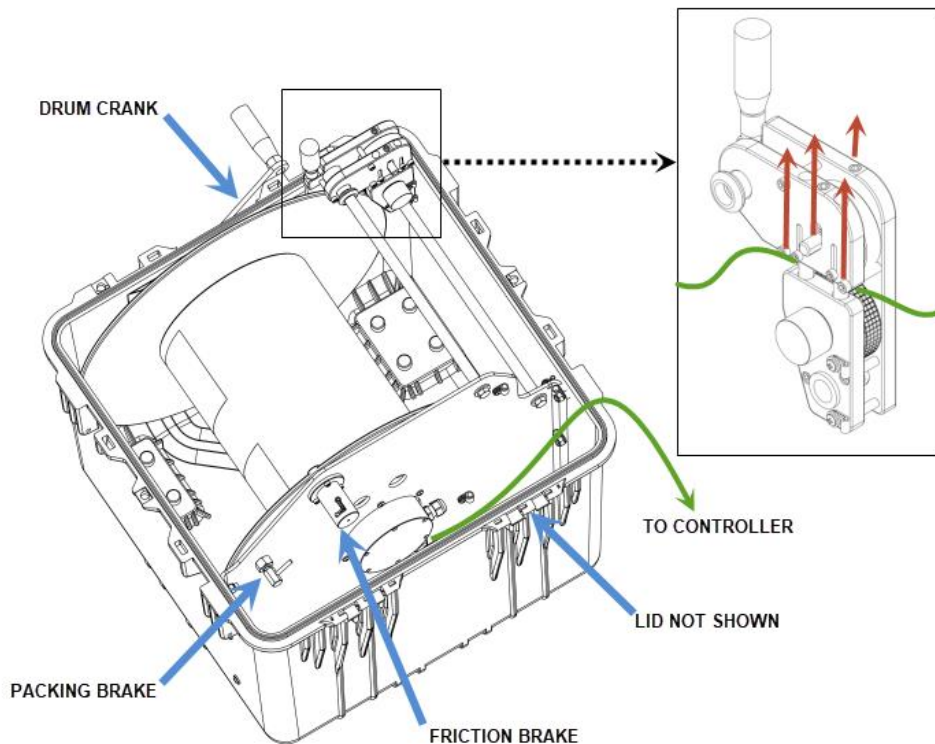 DRUM CRANK
TO CONTROLLER
LID NOT SHOWN
PACKING BRAKE
FRICTION BRAKE